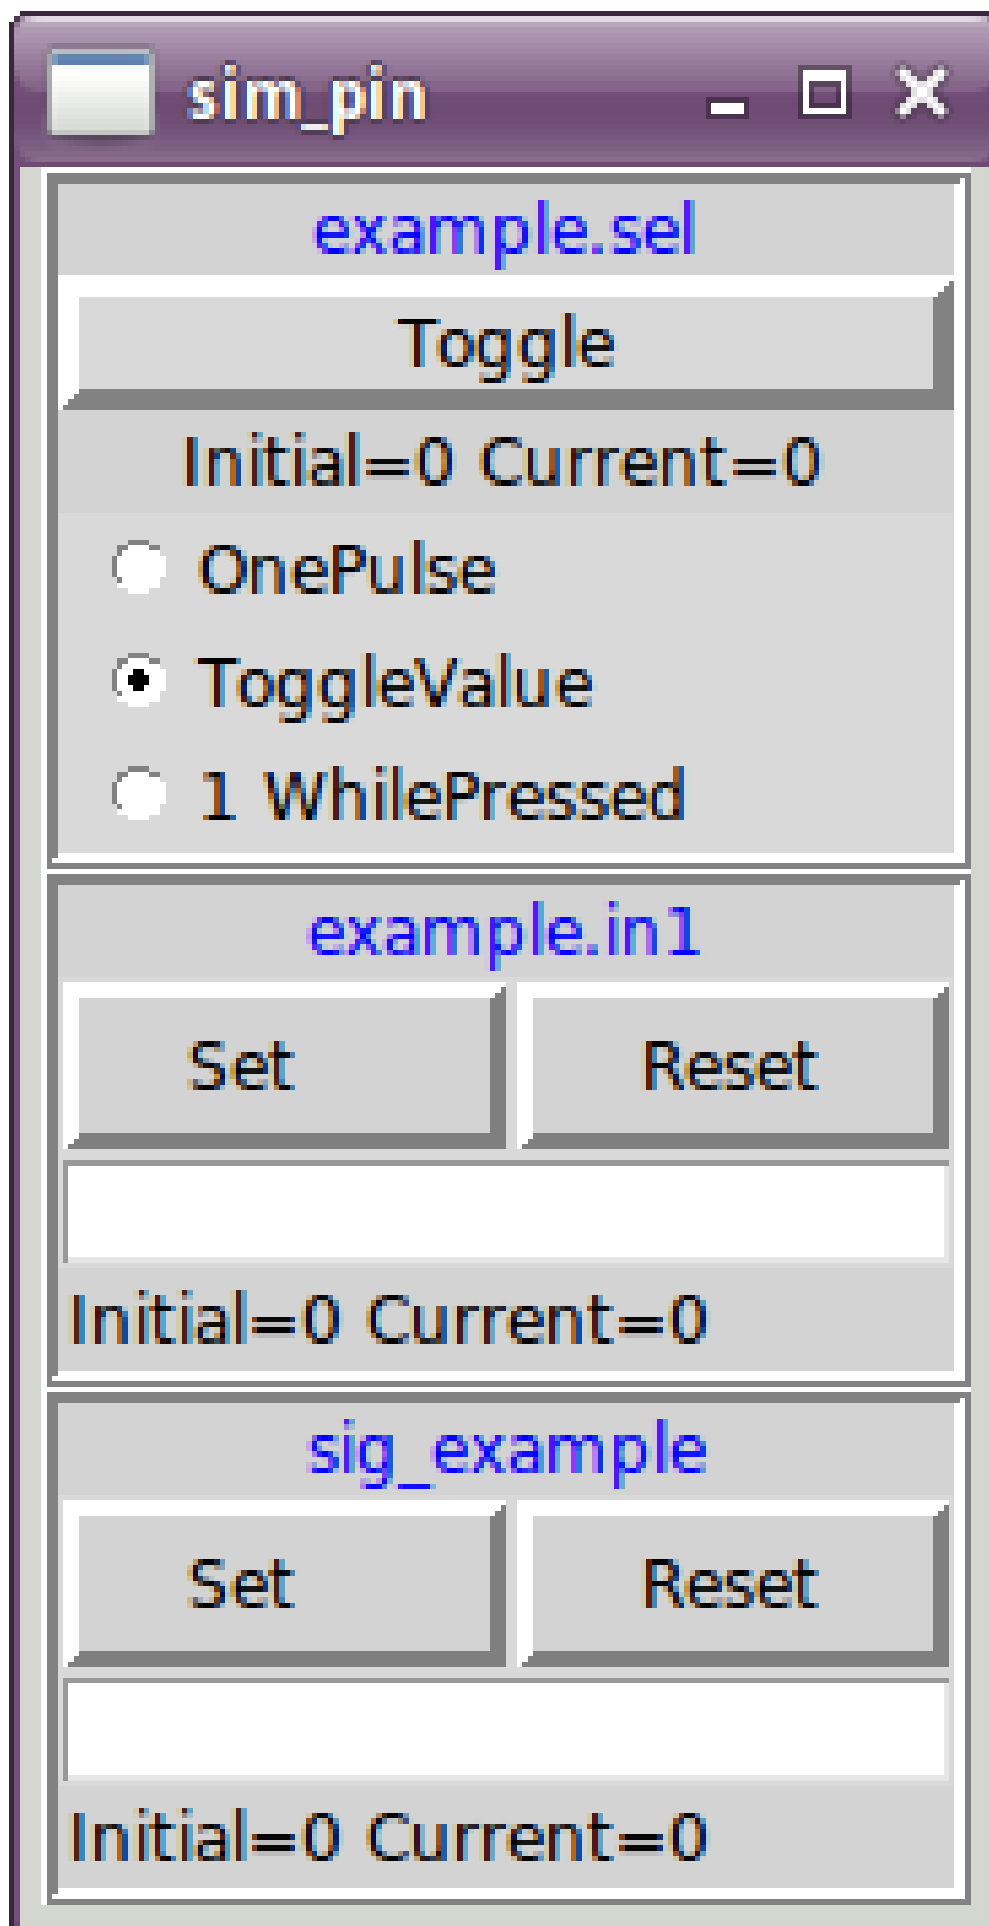 sim_pin
example.sel
Toggle
Initial=0 Current=0
OnePulse
ToggleValue
1 WhilePressed
example.in1
Set Reset
Initial=0 Current=0
sig_example
Set Reset
Initial=0 Current=0